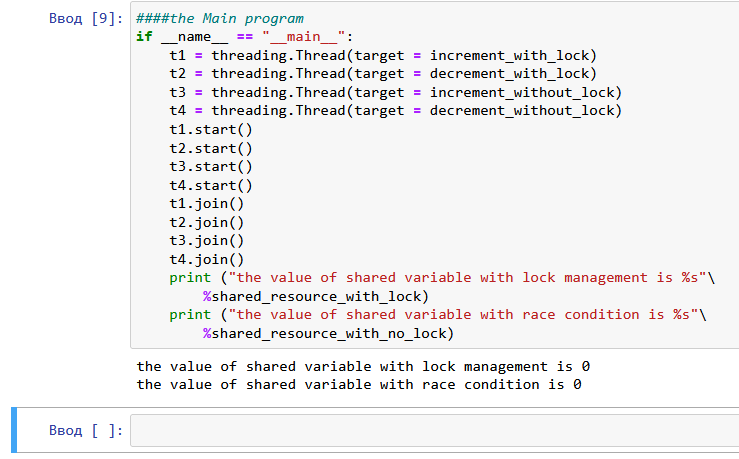 Ввод [9]: ####the Main program
if __name__ == "__main__":
    t1 = threading.Thread(target = increment_with_lock)
    t2 = threading.Thread(target = decrement_with_lock)
    t3 = threading.Thread(target = increment_without_lock)
    t4 = threading.Thread(target = decrement_without_lock)
    t1.start()
    t2.start()
    t3.start()
    t4.start()
    t1.join()
    t2.join()
    t3.join()
    t4.join()
    print ("the value of shared variable with lock management is %s"\
        %shared_resource_with_lock)
    print ("the value of shared variable with race condition is %s"\
        %shared_resource_with_no_lock)
the value of shared variable with lock management is 0
the value of shared variable with race condition is 0
Ввод [ ]: